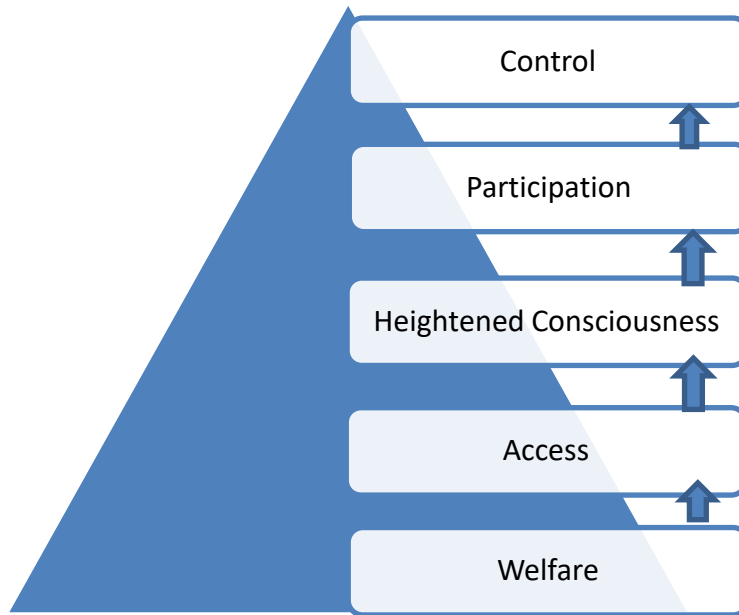 Control
Participation
Heightened Consciousness
Access
Welfare